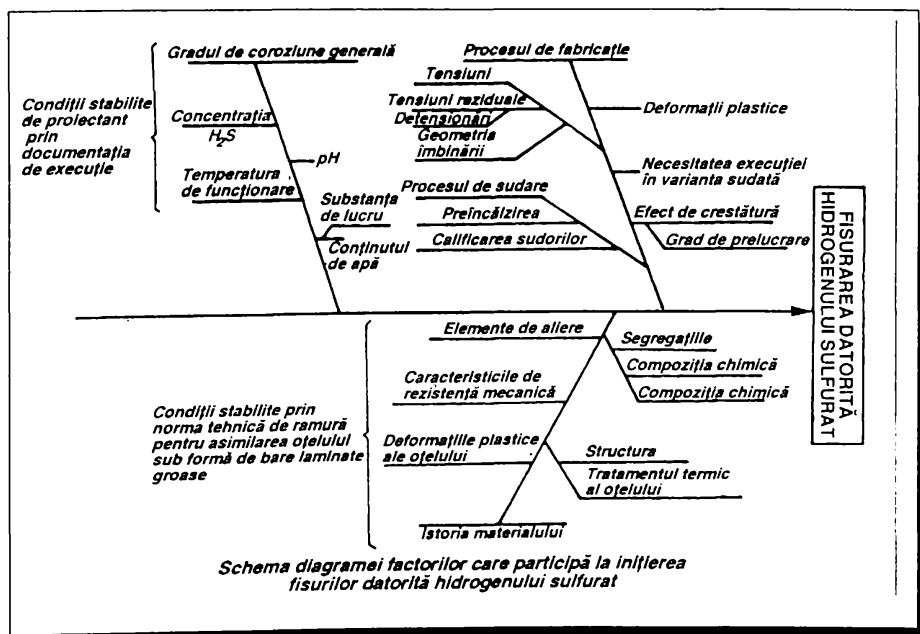 Gradul de coroziune generală
Condiții stabilite
de proiectant
prin
documentația
de execuție
Concentrația
H₂S
pH
Temperatura
de funcționare
Substanța
de lucru
Conținutul
de apă
Procesul de fabricație
Tensiuni
Tensiuni reziduale
Detensionări
Geometria
îmbinării
Deformații plastice
Necesitatea execuției
în varianta sudată
Procesul de sudare
Preîncălzirea
Calificarea sudorilor
Efect de crestătură
Grad de prelucrare
FISURAREA DATORITĂ
HIDROGENULUI SULFURAT
Condiții stabilite prin
norma tehnică de ramură
pentru asimilarea oțelulul
sub formă de bare laminate
groase
Elemente de aliere
Segregațiile
Compoziția chimică
Compoziția chimică
Caracteristicile de
rezistență mecanică
Deformațiile plastice
ale oțelului
Structura
Tratamentul termic
al oțelului
Istoria materialului
Schema diagramei factorilor care participă la inițierea
fisurilor datorită hidrogenului sulfurat